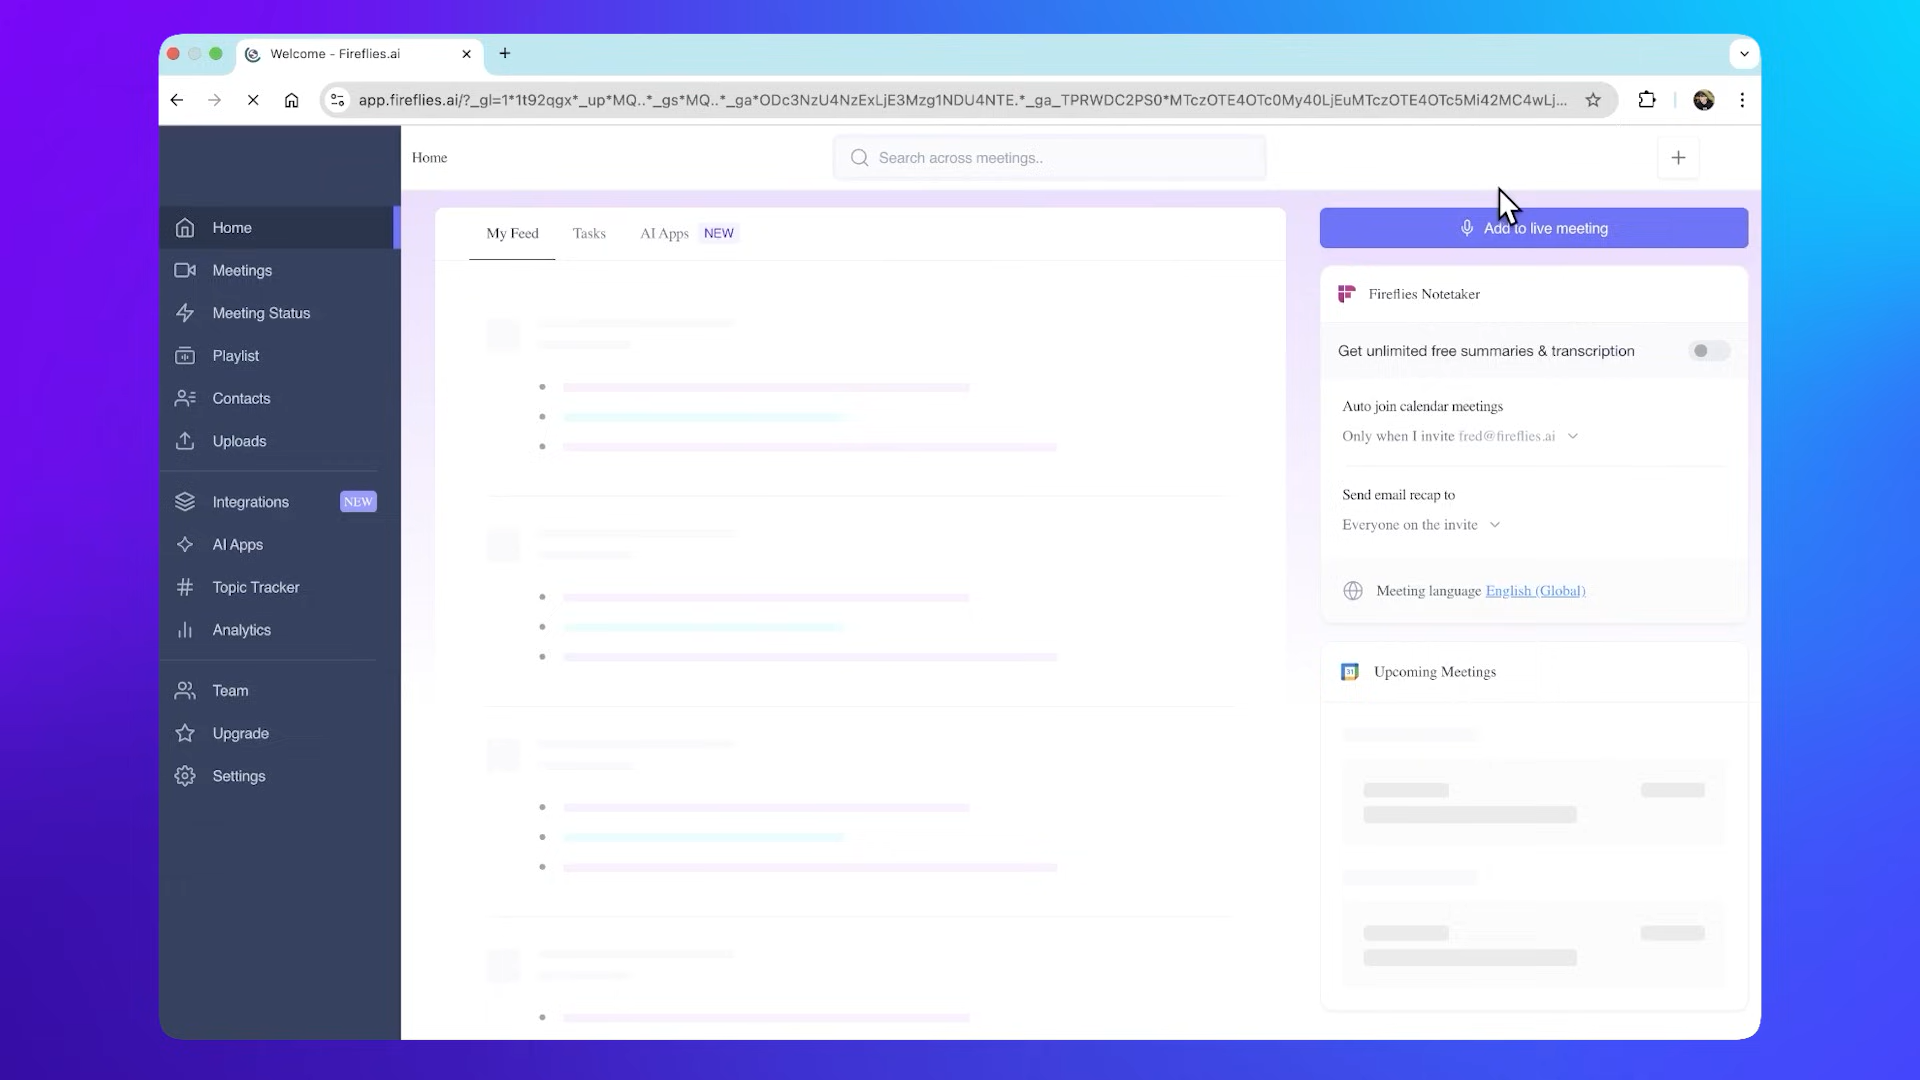 Welcome - Fireflies.ai
app.fireflies.ai/?_gl=1*1t92qgx*_up*MQ..*_gs*MQ..*_ga*ODc3NzU4NzExLjE3Mzg1NDU4NTE.*_ga_TPRWDC2PS0*MTczOTE4OTc0My40LjEuMTczOTE4OTc5Mi42MC4wLj...
Home
Search across meetings..
Home
Meetings
Meeting Status
Playlist
Contacts
Uploads
Integrations NEW
AI Apps
Topic Tracker
Analytics
Team
Upgrade
Settings
My Feed Tasks AI Apps NEW
Add to live meeting
Fireflies Notetaker
Get unlimited free summaries & transcription
Auto join calendar meetings
Only when I invite fred@fireflies.ai
Send email recap to
Everyone on the invite
Meeting language English (Global)
31
Upcoming Meetings